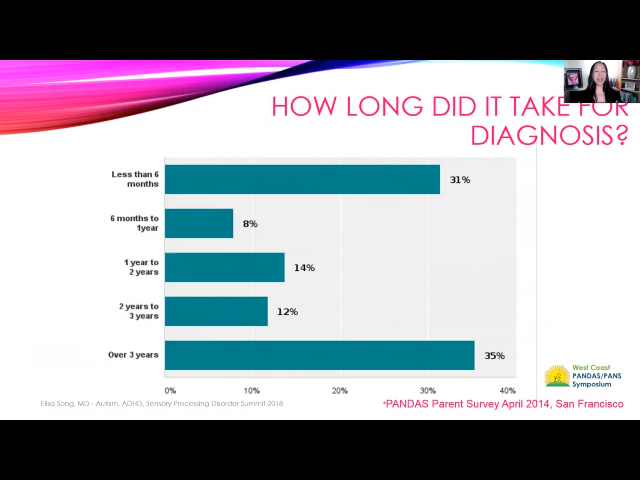 HOW LONG DID IT TAKE FOR
DIAGNOSIS?
Less than 6
months
31%
6 months to
1year
8%
1 year to
2 years
14%
2 years to
3 years
12%
Over 3 years
35%
0%
10%
20%
30%
40%
West Coast
PANDAS/PANS
Symposium
Elisa Song, MD - Autism, ADHD, Sensory Processing Disorder Summit 2018
*PANDAS Parent Survey April 2014, San Francisco